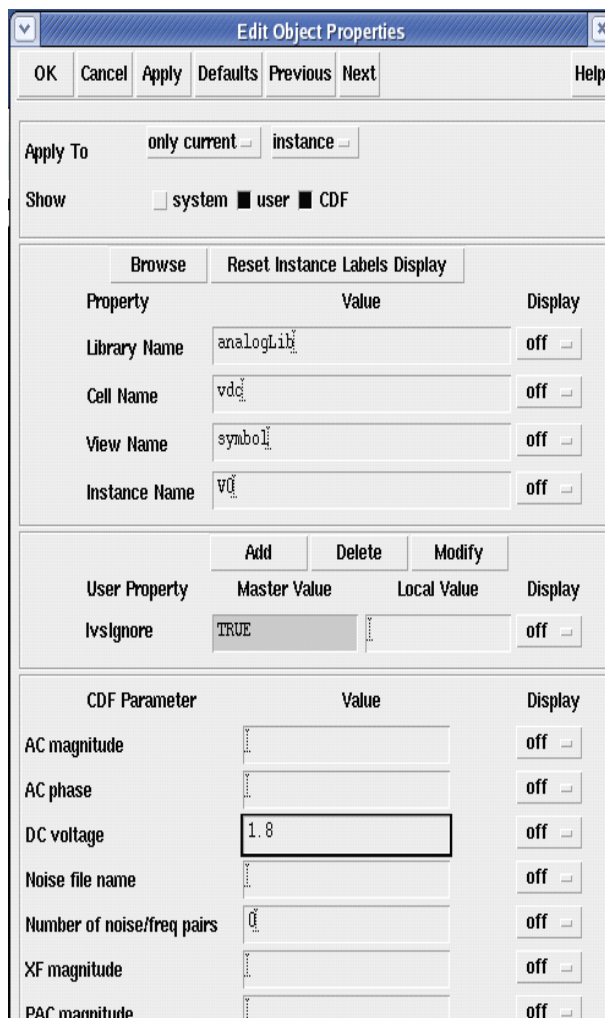 Edit Object Properties
OK Cancel Apply Defaults Previous Next Help
Apply To only current instance
Show system user CDF
Browse Reset Instance Labels Display
Property Value Display
Library Name analogLib off
Cell Name vdc off
View Name symbol off
Instance Name V0 off
Add Delete Modify
User Property Master Value Local Value Display
lvsIgnore TRUE off
CDF Parameter Value Display
AC magnitude off
AC phase off
DC voltage 1.8 off
Noise file name off
Number of noise/freq pairs 0 off
XF magnitude off
PAC magnitude off